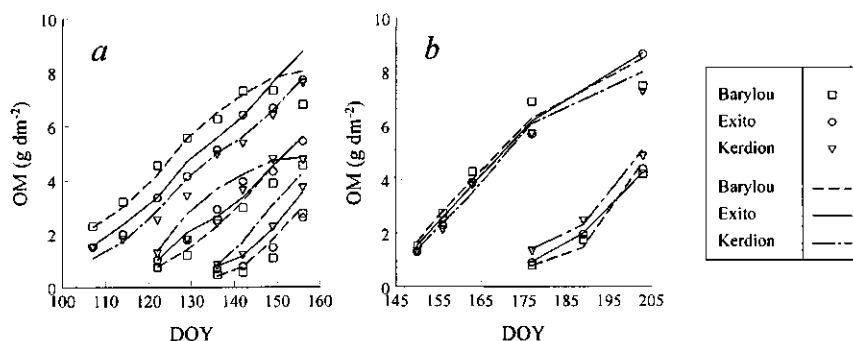 a
b
10
8
6
4
2
0
OM (g dm⁻²)
100 110 120 130 140 150 160
DOY
10
8
6
4
2
0
OM (g dm⁻²)
145 155 165 175 185 195 205
DOY
Barylou
Exito
Kerdion
Barylou
Exito
Kerdion